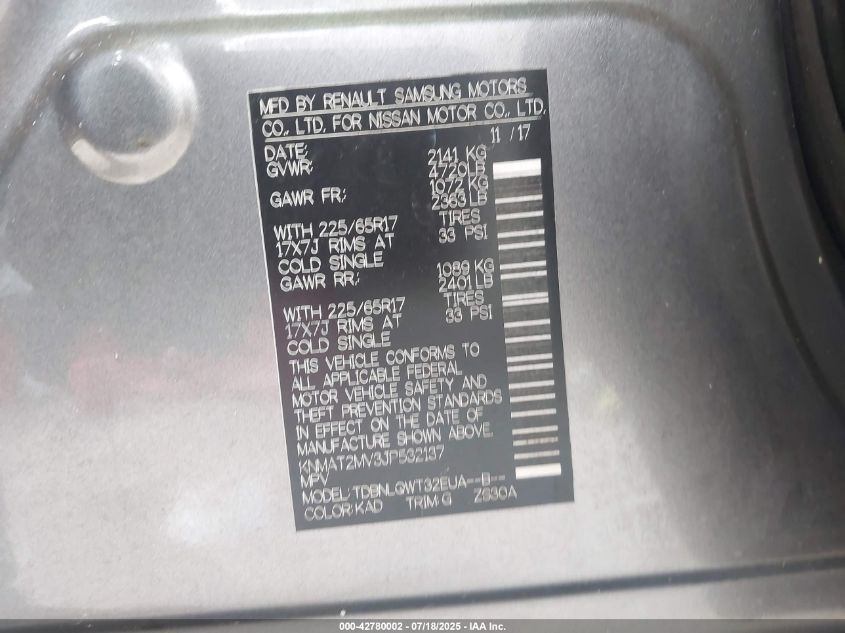 MFD BY RENAULT SAMSUNG MOTORS
CO., LTD. FOR NISSAN MOTOR CO., LTD.
DATE: 11 / 17
GVWR: 2141 KG
4720LB
GAWR FR: 1072 KG
2363 LB
WITH 225/65R17 TIRES
17X7J RIMS AT 33 PSI
COLD SINGLE
GAWR RR: 1089 KG
2401 LB
WITH 225/65R17 TIRES
17X7J RIMS AT 33 PSI
COLD SINGLE
THIS VEHICLE CONFORMS TO
ALL APPLICABLE FEDERAL
MOTOR VEHICLE SAFETY AND
THEFT PREVENTION STANDARDS
IN EFFECT ON THE DATE OF
MANUFACTURE SHOWN ABOVE.
KNMAT2MV3JP532137
MPV
MODEL: TDBNLQWT32EUA--B--
COLOR: KAD TRIM: G ZS30A
000-42780002 - 07/18/2025 - IAA Inc.